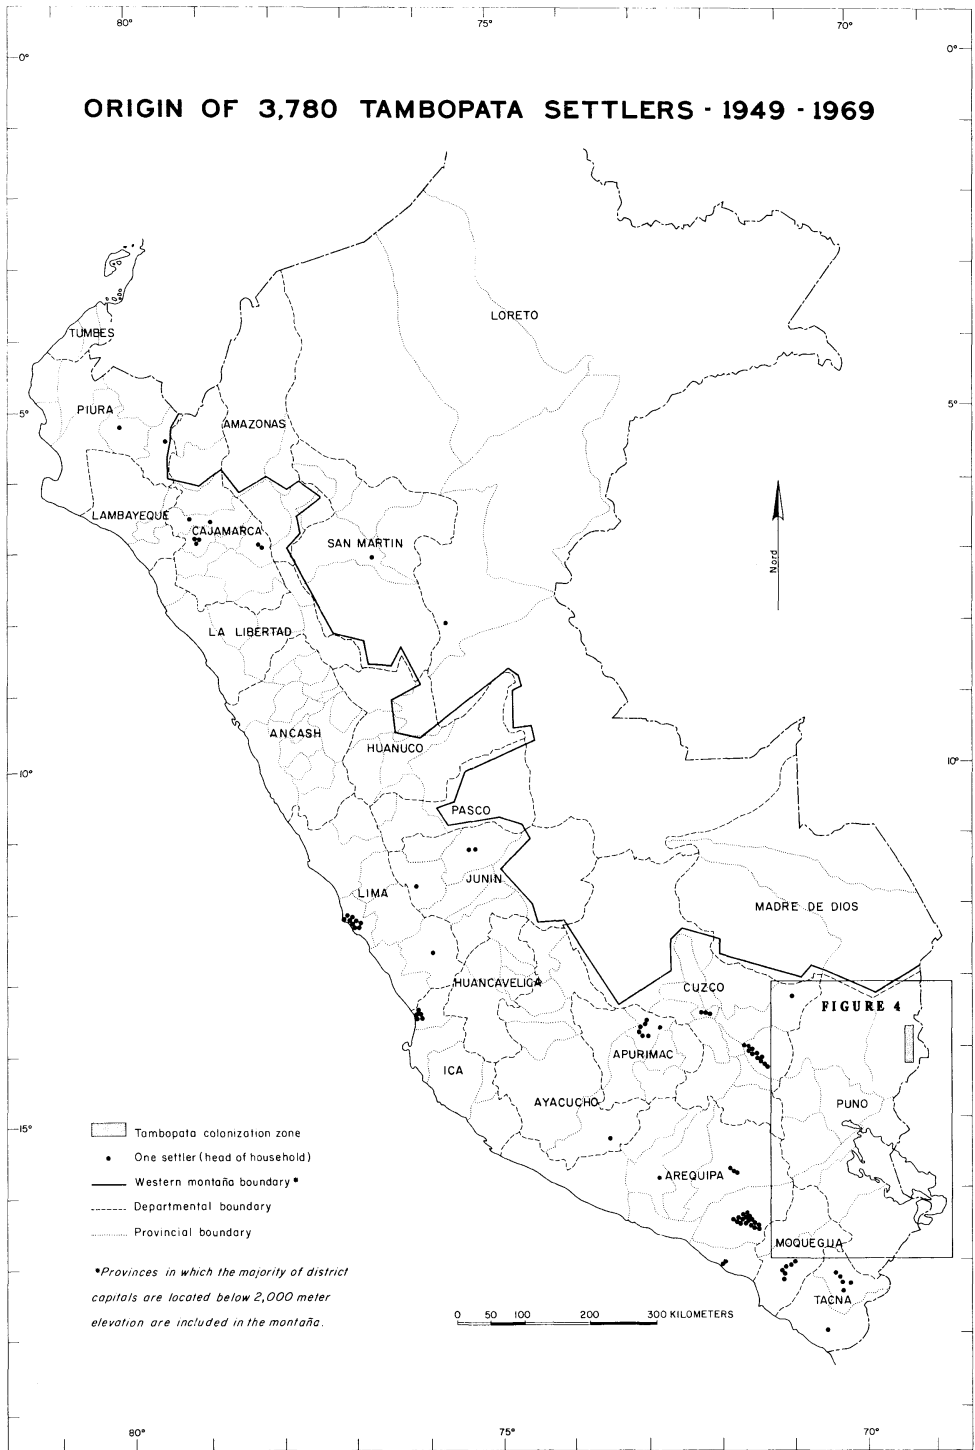 80° 75° 70°
0° 0°
ORIGIN OF 3,780 TAMBOPATA SETTLERS - 1949 - 1969
LORETO
TUMBES
PIURA
5° 5°
AMAZONAS
LAMBAYEQUE
CAJAMARCA
SAN MARTIN
Nord
LA LIBERTAD
ANCASH
HUANUCO
10° 10°
PASCO
JUNIN
LIMA
MADRE DE DIOS
HUANCAVELICA
CUZCO
FIGURE 4
APURIMAC
ICA
AYACUCHO
PUNO
15°
Tambopata colonization zone
One settler (head of household)
Western montaña boundary*
Departmental boundary
Provincial boundary
AREQUIPA
MOQUEGUA
TACNA
*Provinces in which the majority of district
capitals are located below 2,000 meter
elevation are included in the montaña.
0 50 100 200 300 KILOMETERS
80° 75° 70°